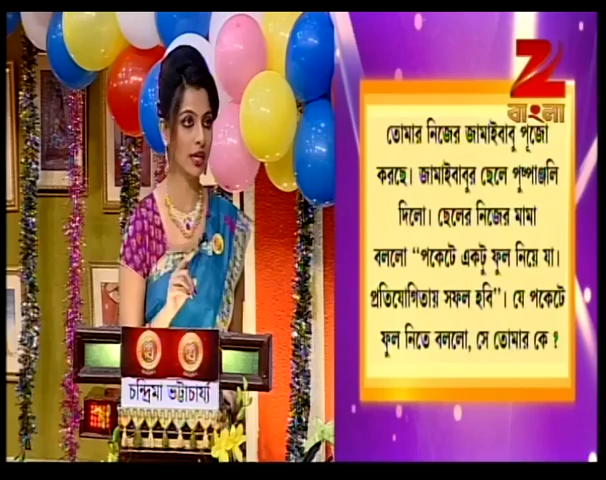 বাংলা
তোমার নিজের জামাইবাবু পূজো
করছে। জামাইবাবুর ছেলে পুষ্পাঞ্জলি
দিলো। ছেলের নিজের মামা
বললো “পকেটে একটু ফুল নিয়ে যা।
প্রতিযোগিতায় সফল হবি”। যে পকেটে
ফুল নিতে বললো, সে তোমার কে ?
চন্দ্রিমা ভট্টাচার্য্য